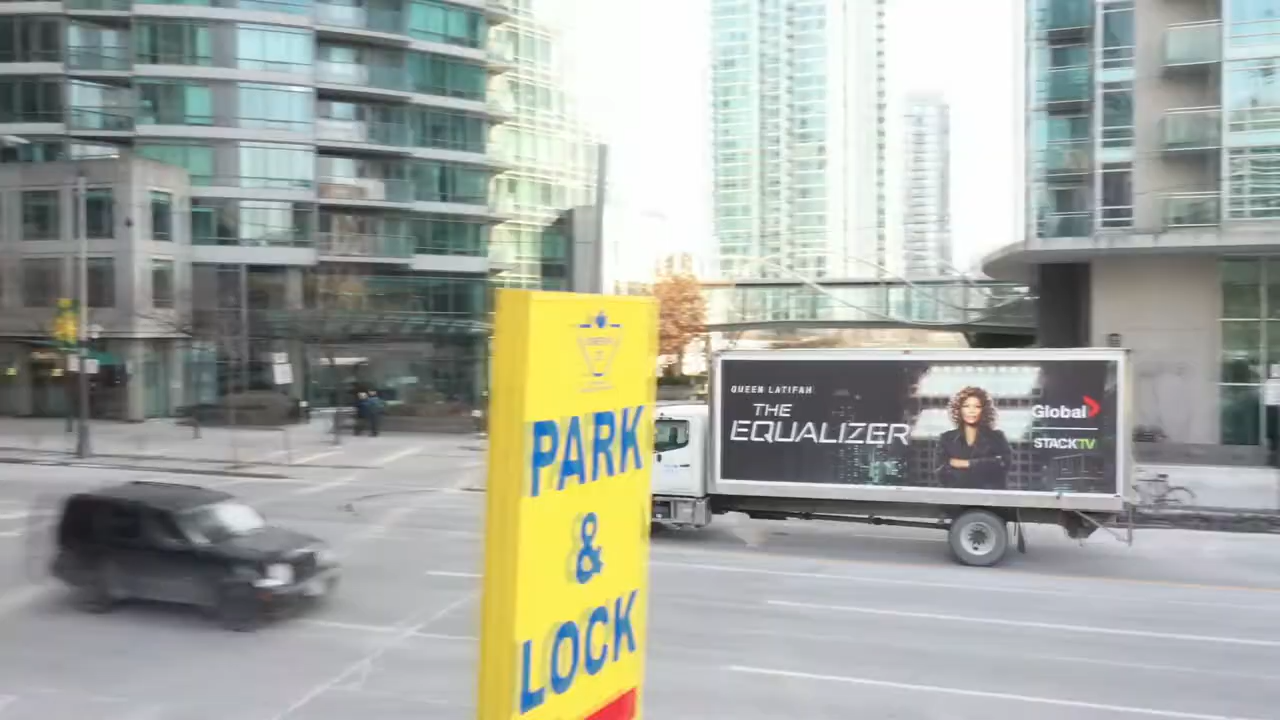 PARK
&
LOCK
QUEEN LATIFAH
THE
EQUALIZER
Global
STACKTV